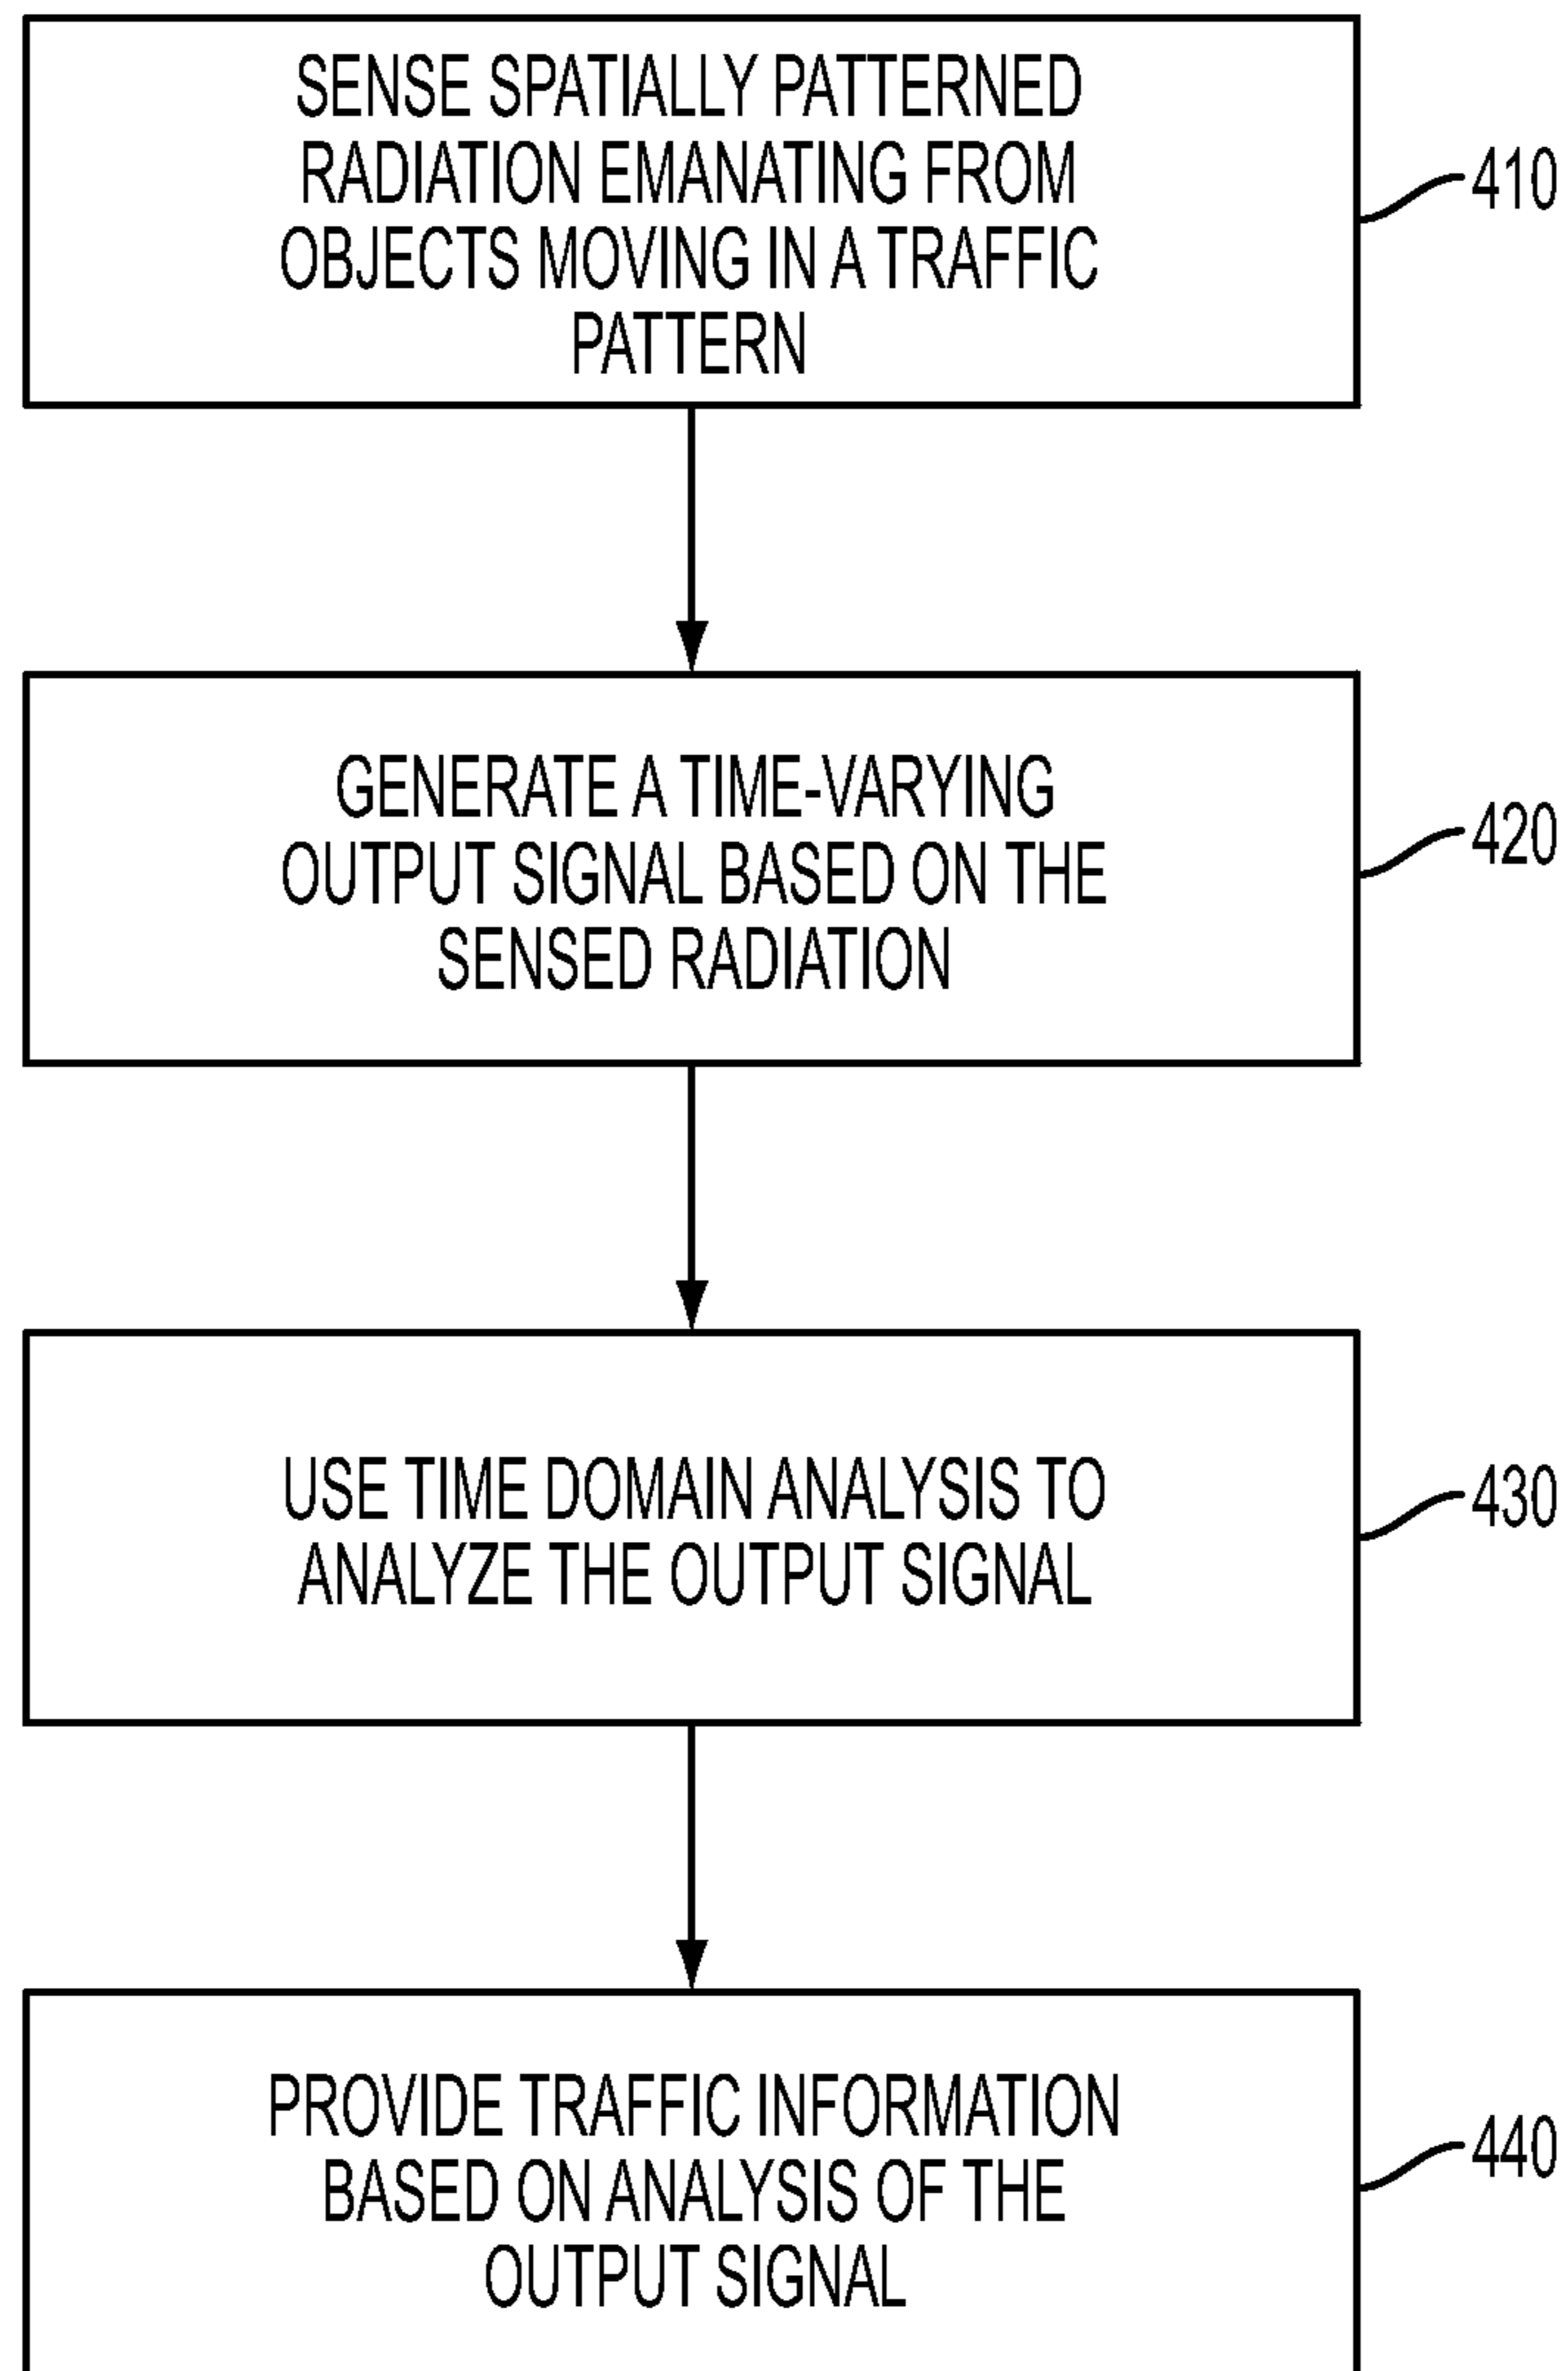 SENSE SPATIALLY PATTERNED
RADIATION EMANATING FROM
OBJECTS MOVING IN A TRAFFIC
PATTERN
410
GENERATE A TIME-VARYING
OUTPUT SIGNAL BASED ON THE
SENSED RADIATION
420
USE TIME DOMAIN ANALYSIS TO
ANALYZE THE OUTPUT SIGNAL
430
PROVIDE TRAFFIC INFORMATION
BASED ON ANALYSIS OF THE
OUTPUT SIGNAL
440